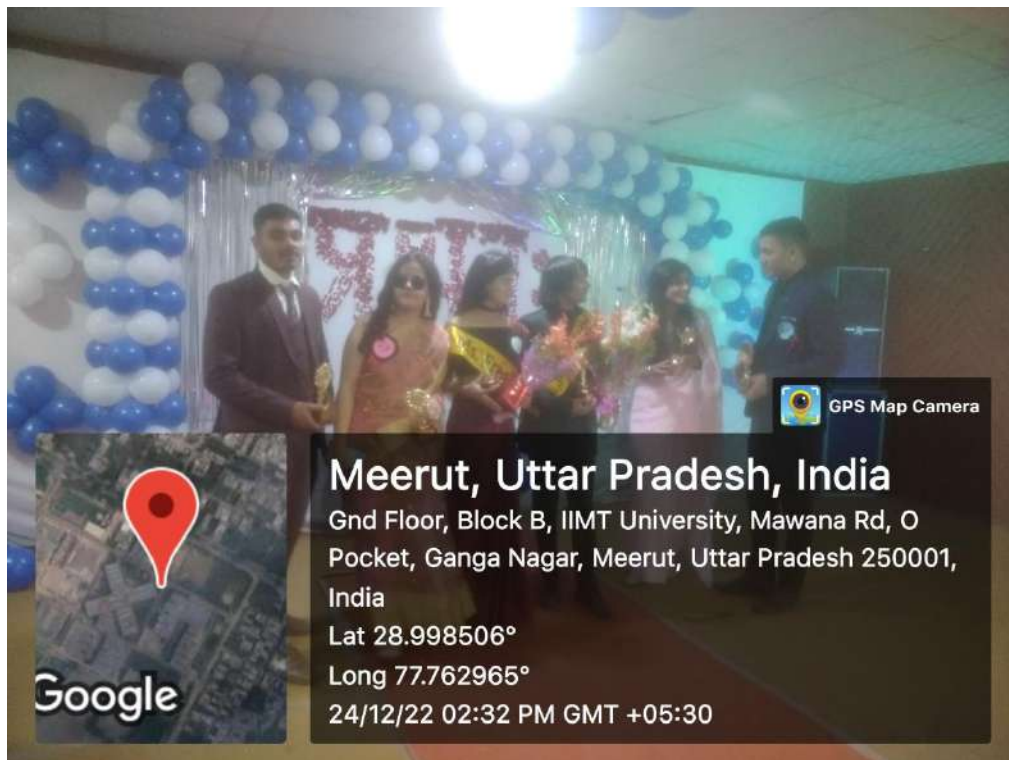 GPS Map Camera
Meerut, Uttar Pradesh, India
Gnd Floor, Block B, IIMT University, Mawana Rd, O
Pocket, Ganga Nagar, Meerut, Uttar Pradesh 250001,
India
Lat 28.998506°
Long 77.762965°
24/12/22 02:32 PM GMT +05:30
Google